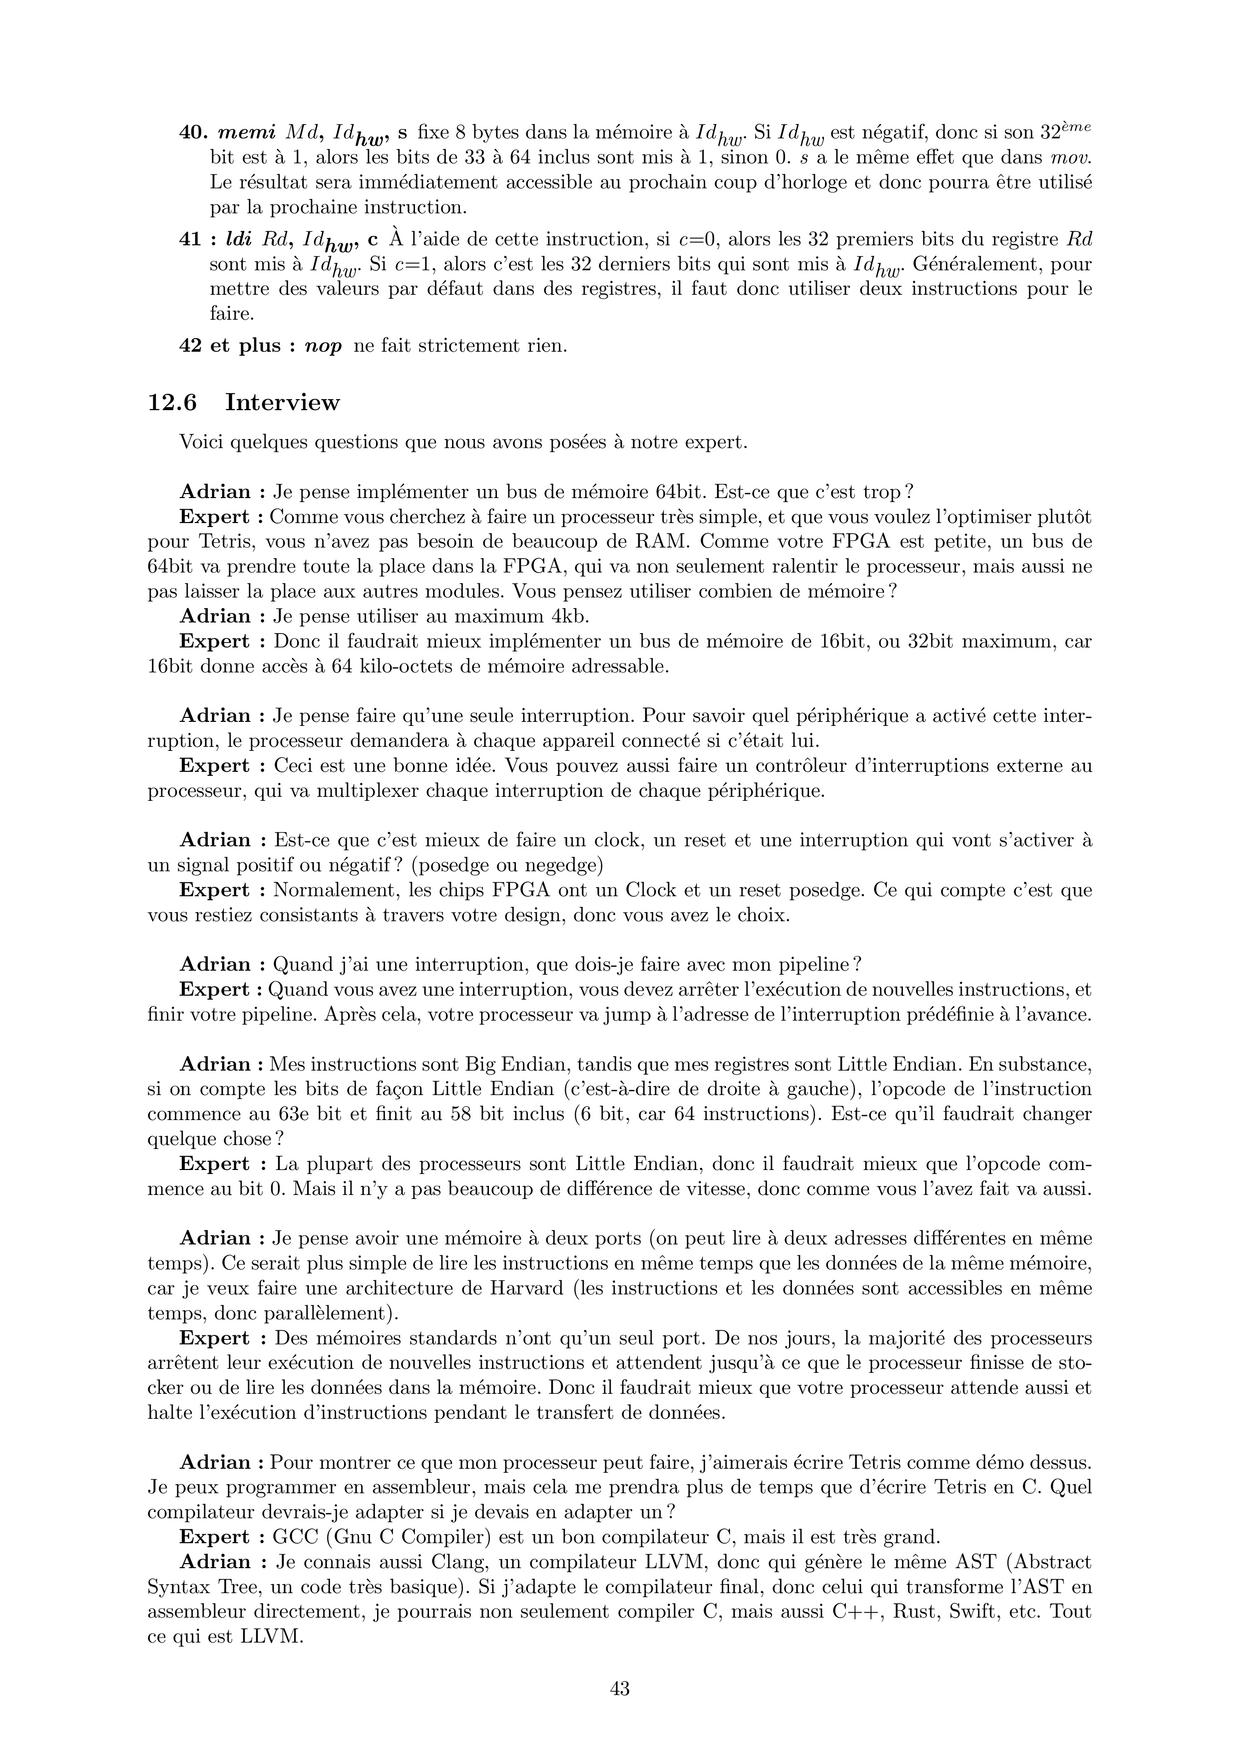 40. memi Md, Idhw, s fixe 8 bytes dans la mémoire à Idhw. Si Idhw est négatif, donc si son 32ème
bit est à 1, alors les bits de 33 à 64 inclus sont mis à 1, sinon 0. s a le même effet que dans mov.
Le résultat sera immédiatement accessible au prochain coup d'horloge et donc pourra être utilisé
par la prochaine instruction.
41 : ldi Rd, Idhw, c À l'aide de cette instruction, si c=0, alors les 32 premiers bits du registre Rd
sont mis à Idhw. Si c=1, alors c'est les 32 derniers bits qui sont mis à Idhw. Généralement, pour
mettre des valeurs par défaut dans des registres, il faut donc utiliser deux instructions pour le
faire.
42 et plus : nop ne fait strictement rien.
12.6 Interview
Voici quelques questions que nous avons posées à notre expert.
Adrian : Je pense implémenter un bus de mémoire 64bit. Est-ce que c'est trop ?
Expert : Comme vous cherchez à faire un processeur très simple, et que vous voulez l'optimiser plutôt
pour Tetris, vous n'avez pas besoin de beaucoup de RAM. Comme votre FPGA est petite, un bus de
64bit va prendre toute la place dans la FPGA, qui va non seulement ralentir le processeur, mais aussi ne
pas laisser la place aux autres modules. Vous pensez utiliser combien de mémoire ?
Adrian : Je pense utiliser au maximum 4kb.
Expert : Donc il faudrait mieux implémenter un bus de mémoire de 16bit, ou 32bit maximum, car
16bit donne accès à 64 kilo-octets de mémoire adressable.
Adrian : Je pense faire qu'une seule interruption. Pour savoir quel périphérique a activé cette inter-
ruption, le processeur demandera à chaque appareil connecté si c'était lui.
Expert : Ceci est une bonne idée. Vous pouvez aussi faire un contrôleur d'interruptions externe au
processeur, qui va multiplexer chaque interruption de chaque périphérique.
Adrian : Est-ce que c'est mieux de faire un clock, un reset et une interruption qui vont s'activer à
un signal positif ou négatif ? (posedge ou negedge)
Expert : Normalement, les chips FPGA ont un Clock et un reset posedge. Ce qui compte c'est que
vous restiez consistants à travers votre design, donc vous avez le choix.
Adrian : Quand j'ai une interruption, que dois-je faire avec mon pipeline ?
Expert : Quand vous avez une interruption, vous devez arrêter l'exécution de nouvelles instructions, et
finir votre pipeline. Après cela, votre processeur va jump à l'adresse de l'interruption prédéfinie à l'avance.
Adrian : Mes instructions sont Big Endian, tandis que mes registres sont Little Endian. En substance,
si on compte les bits de façon Little Endian (c'est-à-dire de droite à gauche), l'opcode de l'instruction
commence au 63e bit et finit au 58 bit inclus (6 bit, car 64 instructions). Est-ce qu'il faudrait changer
quelque chose ?
Expert : La plupart des processeurs sont Little Endian, donc il faudrait mieux que l'opcode com-
mence au bit 0. Mais il n'y a pas beaucoup de différence de vitesse, donc comme vous l'avez fait va aussi.
Adrian : Je pense avoir une mémoire à deux ports (on peut lire à deux adresses différentes en même
temps). Ce serait plus simple de lire les instructions en même temps que les données de la même mémoire,
car je veux faire une architecture de Harvard (les instructions et les données sont accessibles en même
temps, donc parallèlement).
Expert : Des mémoires standards n'ont qu'un seul port. De nos jours, la majorité des processeurs
arrêtent leur exécution de nouvelles instructions et attendent jusqu'à ce que le processeur finisse de sto-
cker ou de lire les données dans la mémoire. Donc il faudrait mieux que votre processeur attende aussi et
halte l'exécution d'instructions pendant le transfert de données.
Adrian : Pour montrer ce que mon processeur peut faire, j'aimerais écrire Tetris comme démo dessus.
Je peux programmer en assembleur, mais cela me prendra plus de temps que d'écrire Tetris en C. Quel
compilateur devrais-je adapter si je devais en adapter un ?
Expert : GCC (Gnu C Compiler) est un bon compilateur C, mais il est très grand.
Adrian : Je connais aussi Clang, un compilateur LLVM, donc qui génère le même AST (Abstract
Syntax Tree, un code très basique). Si j'adapte le compilateur final, donc celui qui transforme l'AST en
assembleur directement, je pourrais non seulement compiler C, mais aussi C++, Rust, Swift, etc. Tout
ce qui est LLVM.
43